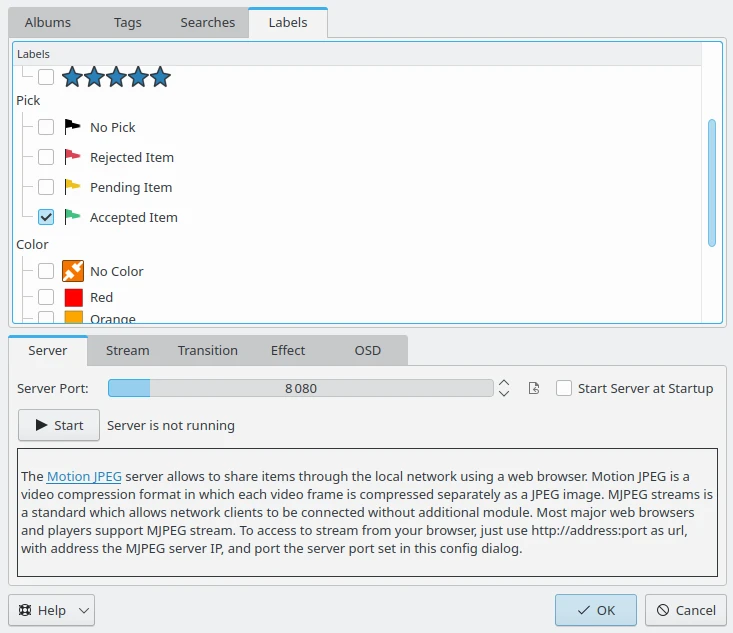 Albums Tags Searches Labels
Labels
Pick
No Pick
Rejected Item
Pending Item
Accepted Item
Color
No Color
Red
Orange
Server Stream Transition Effect OSD
Server Port: 8 080 Start Server at Startup
Start Server is not running
The Motion JPEG server allows to share items through the local network using a web browser. Motion JPEG is a
video compression format in which each video frame is compressed separately as a JPEG image. MJPEG streams is
a standard which allows network clients to be connected without additional module. Most major web browsers
and players support MJPEG stream. To access to stream from your browser, just use http://address:port as url,
with address the MJPEG server IP, and port the server port set in this config dialog.
Help OK Cancel